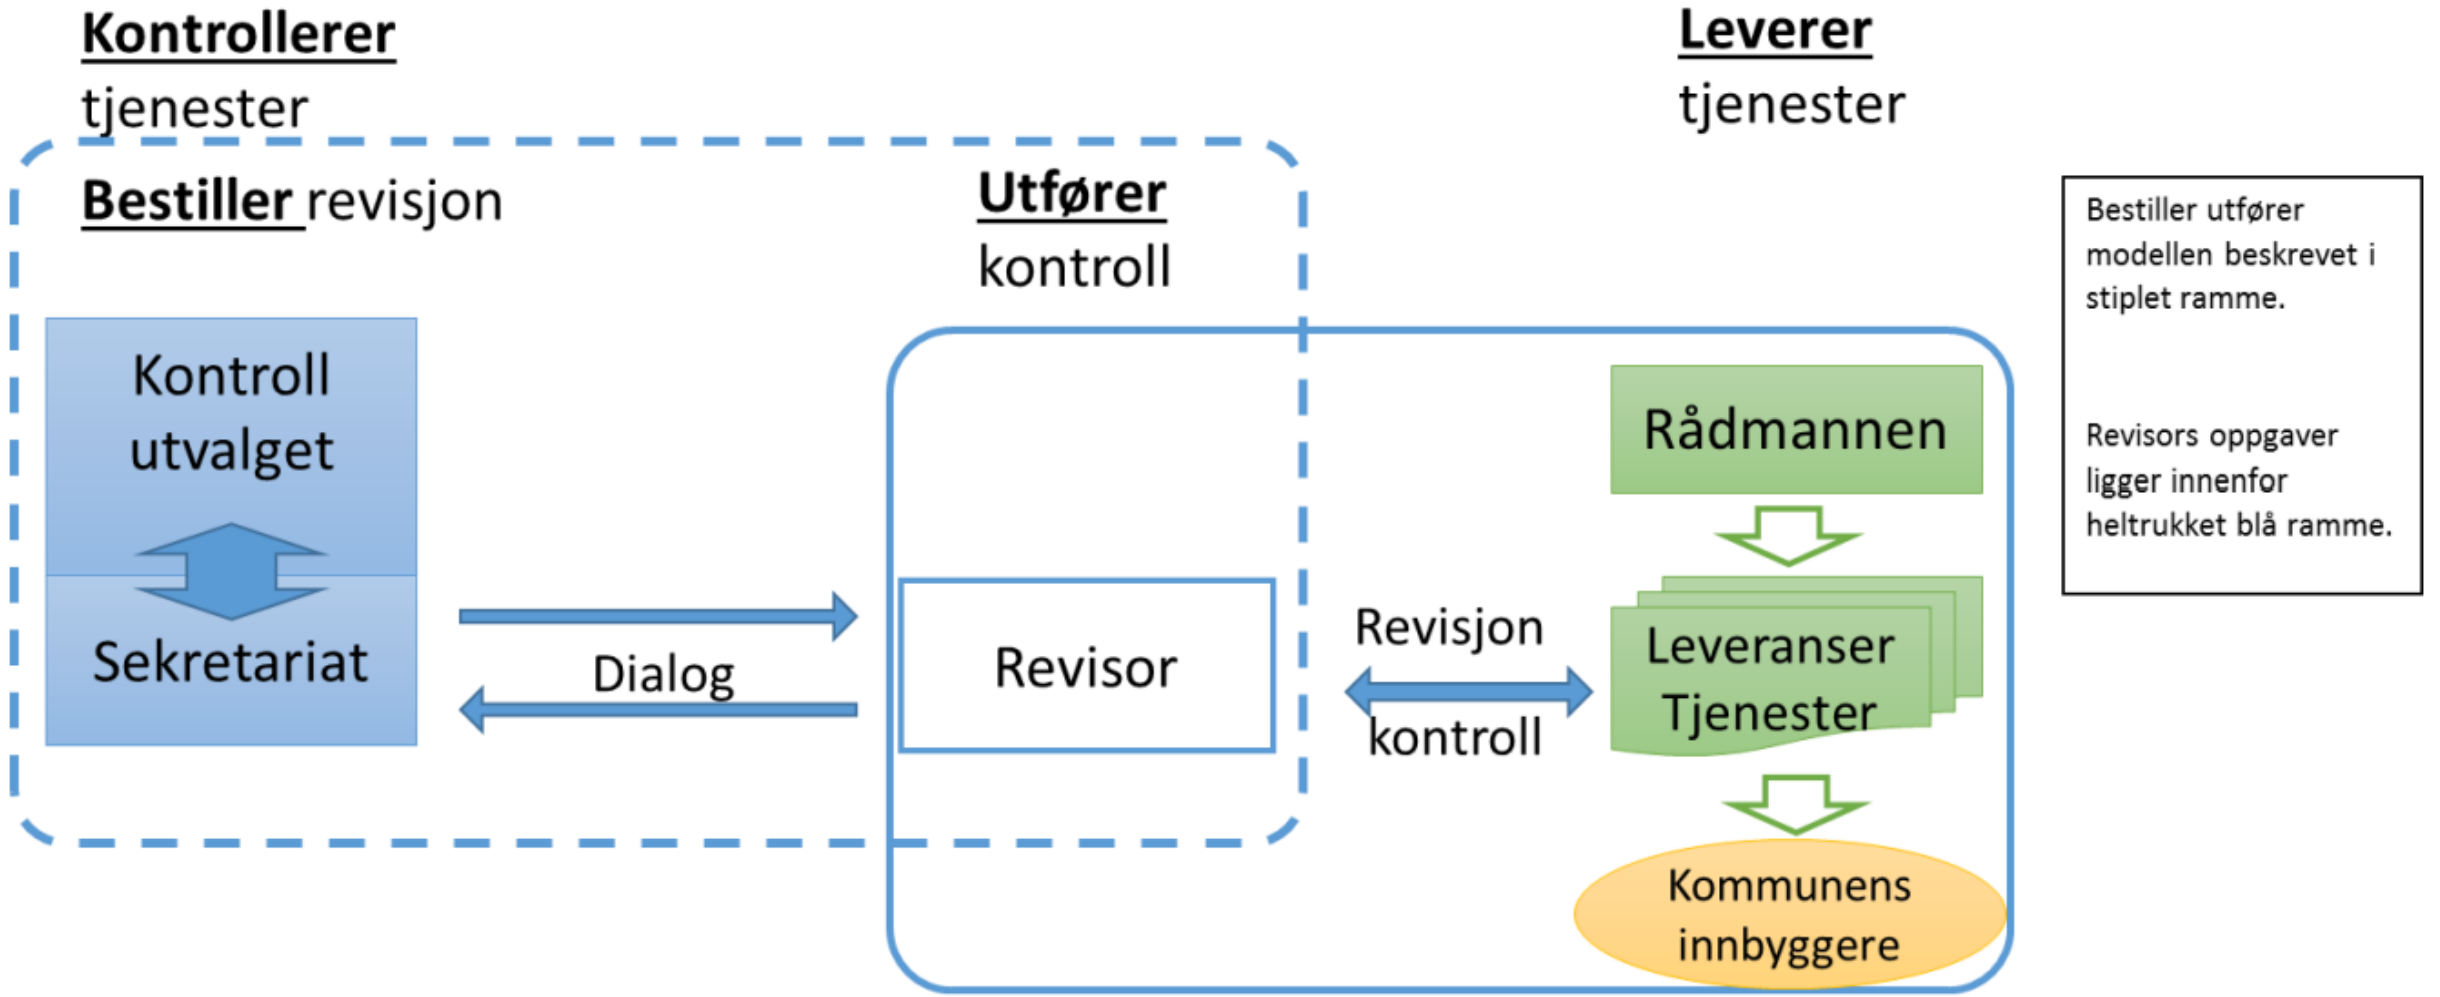 Kontrollerer
tjenester
Leverer
tjenester
Bestiller revisjon
Utfører
kontroll
Kontroll
utvalget
Sekretariat
Dialog
Revisor
Revisjon
kontroll
Rådmannen
Leveranser
Tjenester
Kommunens
innbyggere
Bestiller utfører
modellen beskrevet i
stiplet ramme.
Revisors oppgaver
ligger innenfor
heltrukket blå ramme.